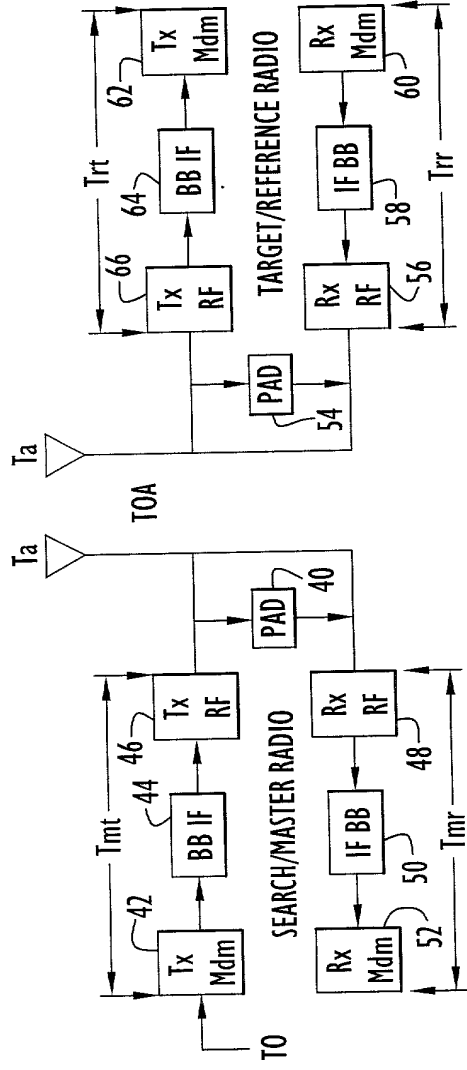 Ta
Ta
TOA
Tmt
42
44
46
Tx
Mdm
BB IF
Tx
RF
TO
PAD
40
SEARCH/MASTER RADIO
Rx
Mdm
IF BB
Rx
RF
52
50
48
Tmr
Trt
66
64
62
Tx
RF
BB IF
Tx
Mdm
PAD
54
TARGET/REFERENCE RADIO
Rx
RF
IF BB
Rx
Mdm
56
58
60
Trr